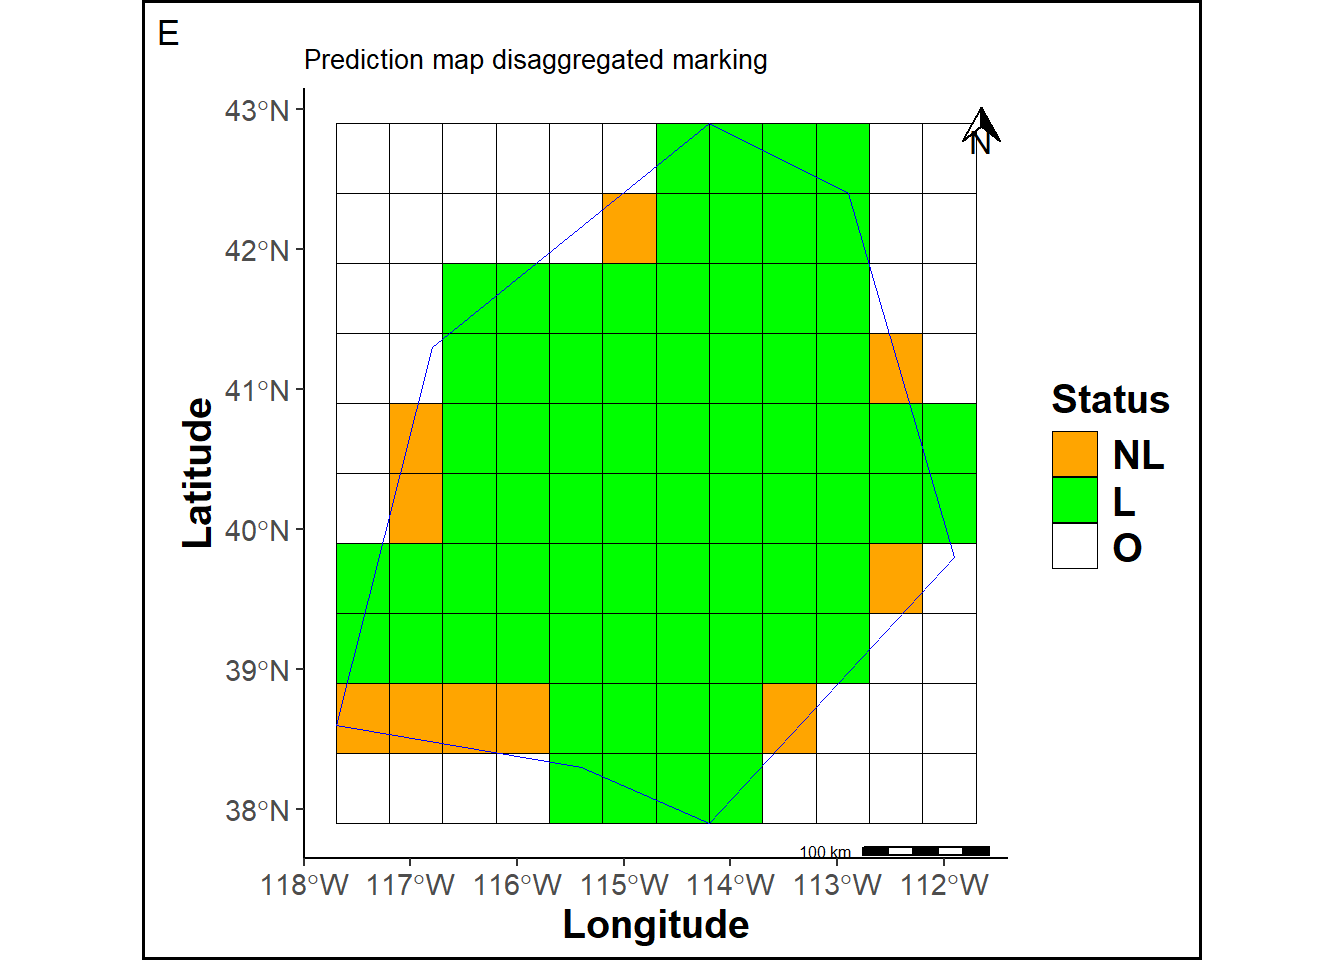 E
Prediction map disaggregated marking
N
43°N
42°N
41°N
40°N
39°N
38°N
Latitude
Status
NL
L
O
100 km
118°W 117°W 116°W 115°W 114°W 113°W 112°W
Longitude